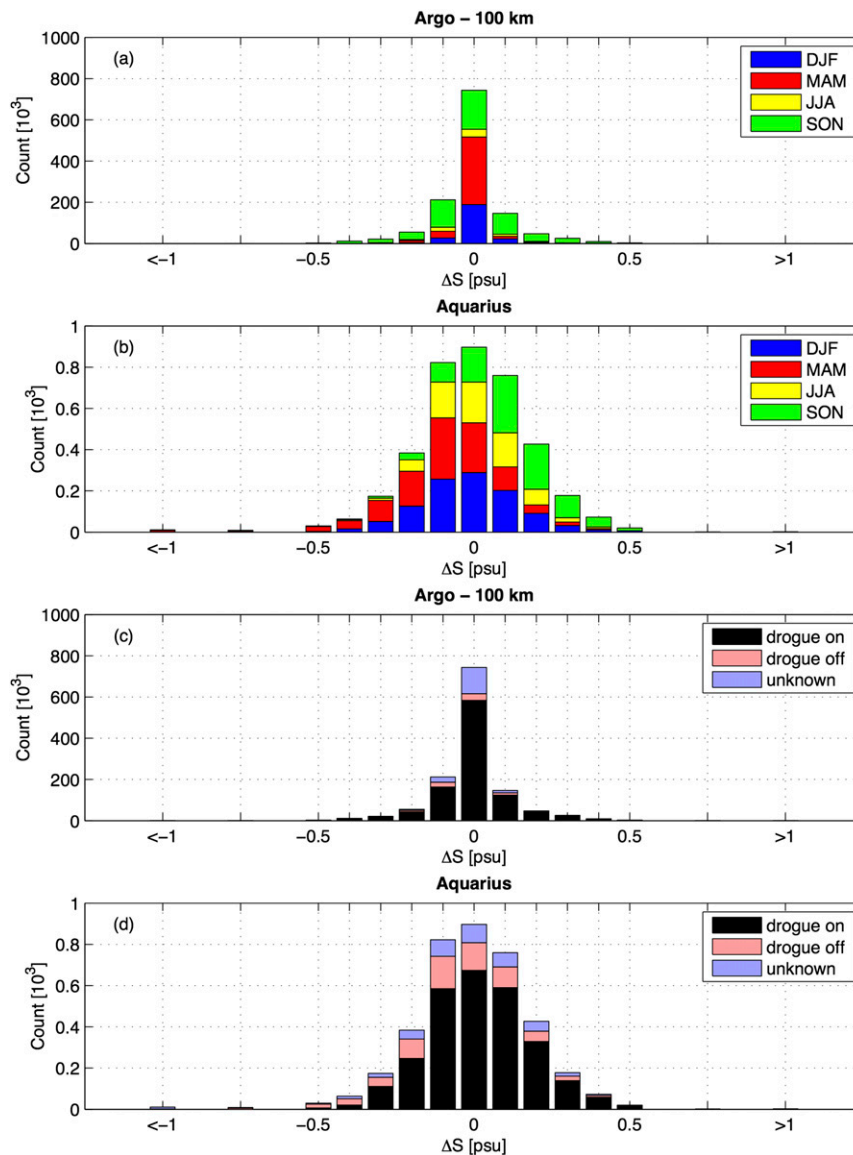 Argo − 100 km
(a)
DJF
MAM
JJA
SON
Count [10³]
1000
800
600
400
200
0
<−1 −0.5 0 0.5 >1
ΔS [psu]
Aquarius
(b)
DJF
MAM
JJA
SON
Count [10³]
1
0.8
0.6
0.4
0.2
0
<−1 −0.5 0 0.5 >1
ΔS [psu]
Argo − 100 km
(c)
drogue on
drogue off
unknown
Count [10³]
1000
800
600
400
200
0
<−1 −0.5 0 0.5 >1
ΔS [psu]
Aquarius
(d)
drogue on
drogue off
unknown
Count [10³]
1
0.8
0.6
0.4
0.2
0
<−1 −0.5 0 0.5 >1
ΔS [psu]